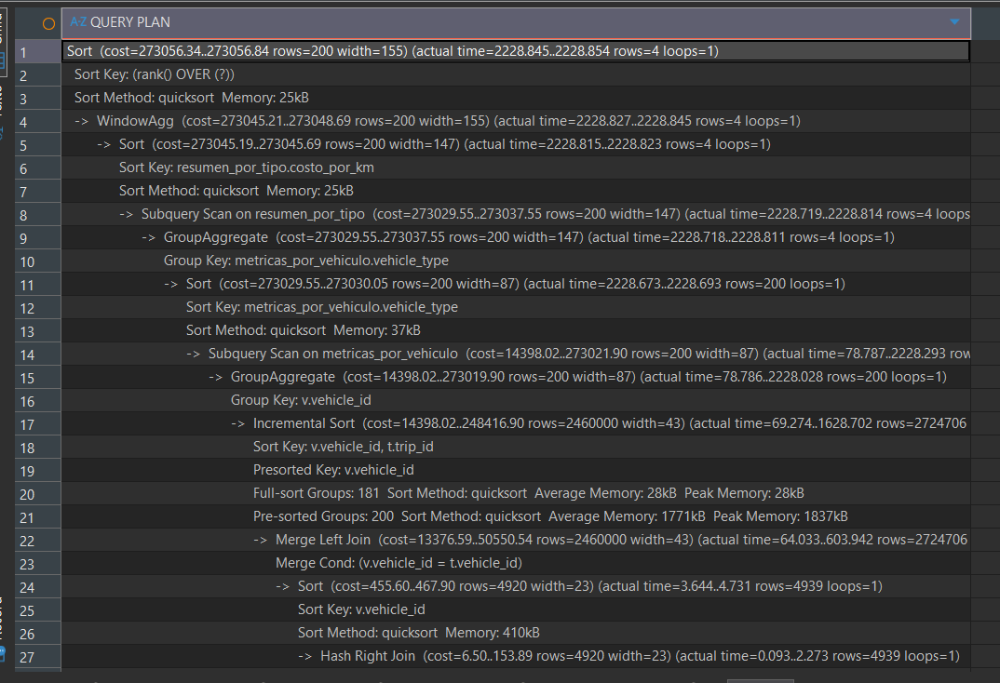 A-Z QUERY PLAN
1 Sort (cost=273056.34..273056.84 rows=200 width=155) (actual time=2228.845..2228.854 rows=4 loops=1)
2 Sort Key: (rank() OVER (?))
3 Sort Method: quicksort Memory: 25kB
4 -> WindowAgg (cost=273045.21..273048.69 rows=200 width=155) (actual time=2228.827..2228.845 rows=4 loops=1)
5 -> Sort (cost=273045.19..273045.69 rows=200 width=147) (actual time=2228.815..2228.823 rows=4 loops=1)
6 Sort Key: resumen_por_tipo.costo_por_km
7 Sort Method: quicksort Memory: 25kB
8 -> Subquery Scan on resumen_por_tipo (cost=273029.55..273037.55 rows=200 width=147) (actual time=2228.719..2228.814 rows=4 loops
9 -> GroupAggregate (cost=273029.55..273037.55 rows=200 width=147) (actual time=2228.718..2228.811 rows=4 loops=1)
10 Group Key: metricas_por_vehiculo.vehicle_type
11 -> Sort (cost=273029.55..273030.05 rows=200 width=87) (actual time=2228.673..2228.693 rows=200 loops=1)
12 Sort Key: metricas_por_vehiculo.vehicle_type
13 Sort Method: quicksort Memory: 37kB
14 -> Subquery Scan on metricas_por_vehiculo (cost=14398.02..273021.90 rows=200 width=87) (actual time=78.787..2228.293 row
15 -> GroupAggregate (cost=14398.02..273019.90 rows=200 width=87) (actual time=78.786..2228.028 rows=200 loops=1)
16 Group Key: v.vehicle_id
17 -> Incremental Sort (cost=14398.02..248416.90 rows=2460000 width=43) (actual time=69.274..1628.702 rows=2724706
18 Sort Key: v.vehicle_id, t.trip_id
19 Presorted Key: v.vehicle_id
20 Full-sort Groups: 181 Sort Method: quicksort Average Memory: 28kB Peak Memory: 28kB
21 Pre-sorted Groups: 200 Sort Method: quicksort Average Memory: 1771kB Peak Memory: 1837kB
22 -> Merge Left Join (cost=13376.59..50550.54 rows=2460000 width=43) (actual time=64.033..603.942 rows=2724706
23 Merge Cond: (v.vehicle_id = t.vehicle_id)
24 -> Sort (cost=455.60..467.90 rows=4920 width=23) (actual time=3.644..4.731 rows=4939 loops=1)
25 Sort Key: v.vehicle_id
26 Sort Method: quicksort Memory: 410kB
27 -> Hash Right Join (cost=6.50..153.89 rows=4920 width=23) (actual time=0.093..2.273 rows=4939 loops=1)